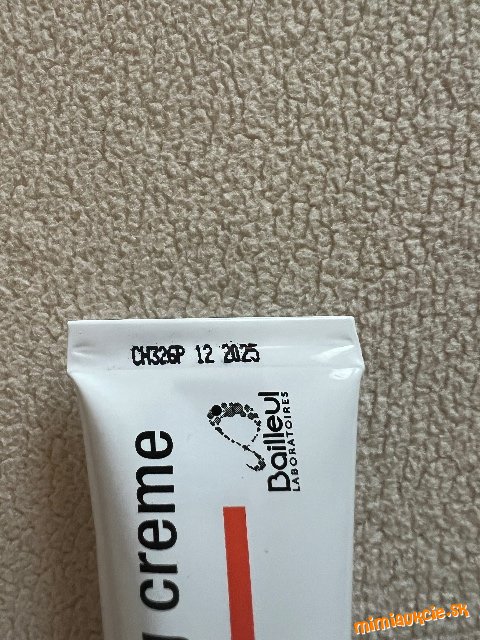 CH326P 12 2025
Bailleul
LABORATOIRES
creme
mimiaukcie.sk